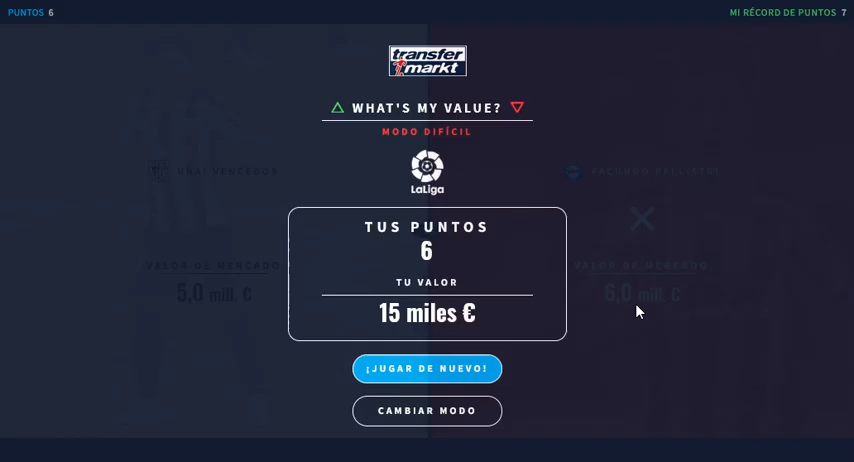 PUNTOS 6
MI RÉCORD DE PUNTOS 7
transfer
markt
WHAT'S MY VALUE?
MODO DIFÍCIL
LaLiga
UNAI VENCEDOR
FACUNDO PELLISTRI
TUS PUNTOS
6
VALOR DE MERCADO
5,0 mill. €
VALOR DE MERCADO
6,0 mill. €
TU VALOR
15 miles €
¡JUGAR DE NUEVO!
CAMBIAR MODO